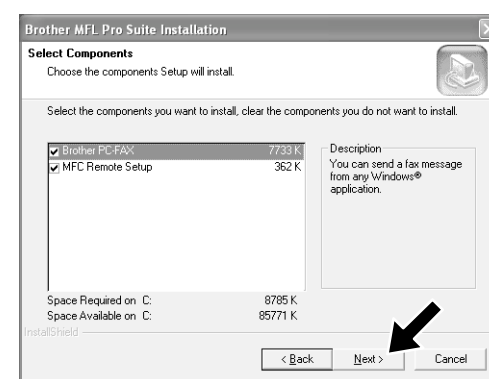 Brother MFL Pro Suite Installation
Select Components
Choose the components Setup will install.
Select the components you want to install, clear the components you do not want to install.
Brother PC-FAX 7733 K
MFC Remote Setup 362 K
Description
You can send a fax message
from any Windows®
application.
Space Required on C: 8785 K
Space Available on C: 85771 K
InstallShield
< Back Next > Cancel